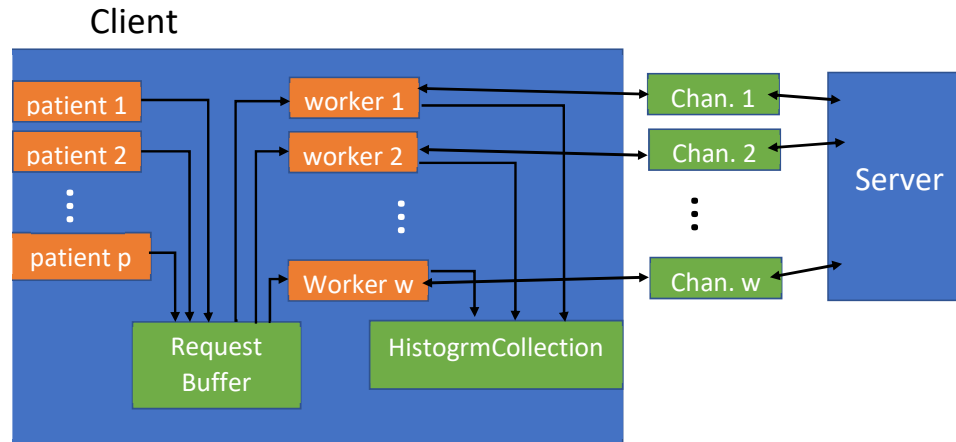 Client
patient 1
patient 2
patient p
worker 1
worker 2
Worker w
Request
Buffer
HistogrmCollection
Chan. 1
Chan. 2
Chan. w
Server